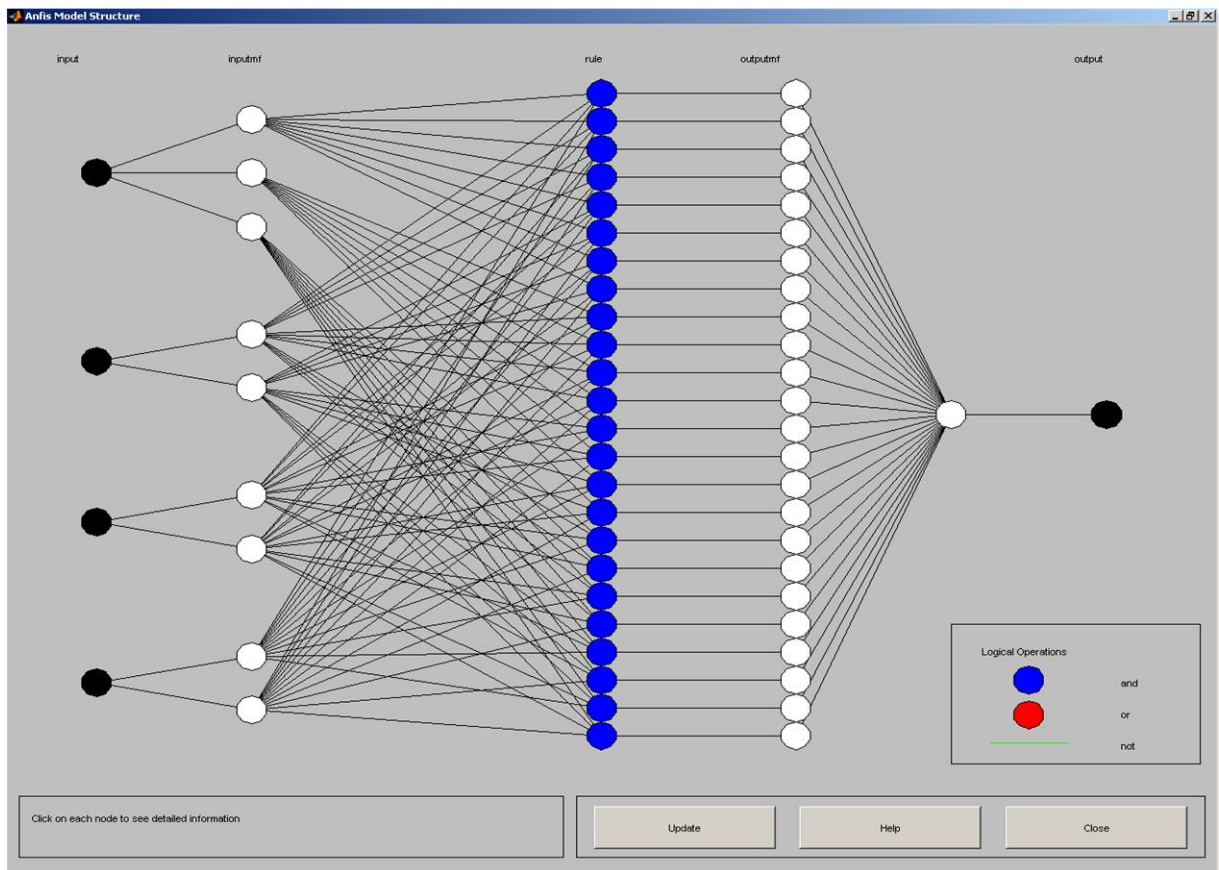 Anfis Model Structure
input inputmf rule outputmf output
Logical Operations
and
or
not
Click on each node to see detailed information
Update Help Close